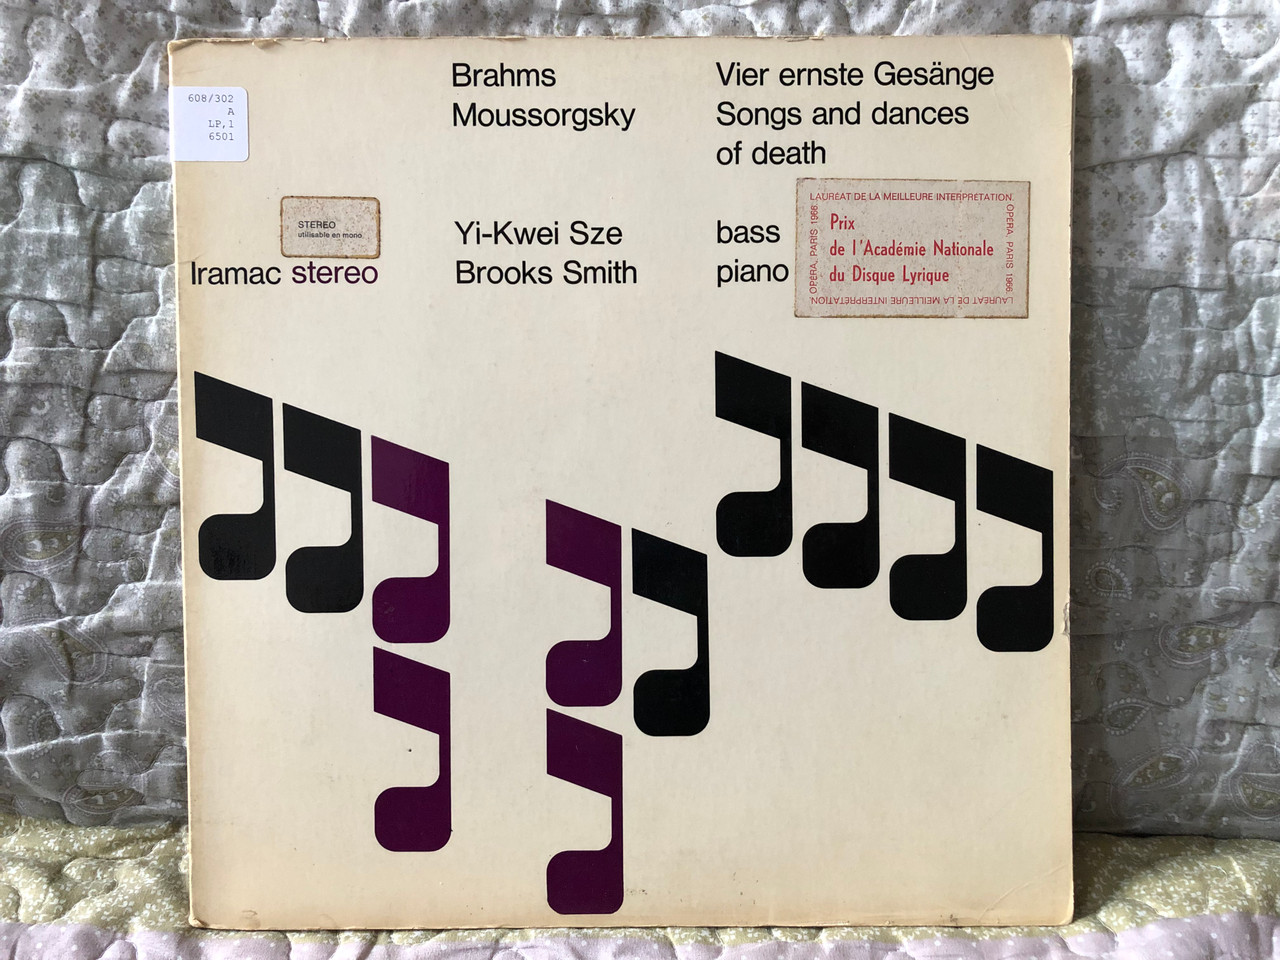 608/302
A
LP,1
6501
Brahms
Moussorgsky
Vier ernste Gesänge
Songs and dances
of death
STEREO
utilisable en mono
Iramac stereo
Yi-Kwei Sze
Brooks Smith
bass
piano
LAURÉAT DE LA MEILLEURE INTERPRÉTATION
OPÉRA, PARIS 1966
Prix
de l'Académie Nationale
du Disque Lyrique
OPÉRA, PARIS 1966
LAURÉAT DE LA MEILLEURE INTERPRÉTATION